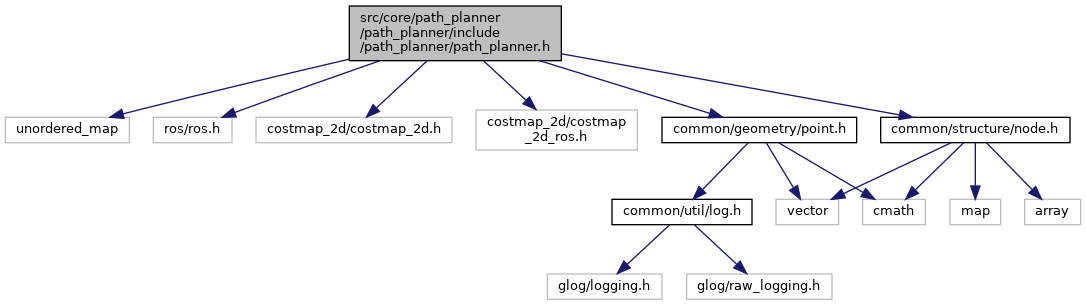 src/core/path_planner
/path_planner/include
/path_planner/path_planner.h
unordered_map
ros/ros.h
costmap_2d/costmap_2d.h
costmap_2d/costmap
_2d_ros.h
common/geometry/point.h
common/structure/node.h
common/util/log.h
vector
cmath
map
array
glog/logging.h
glog/raw_logging.h